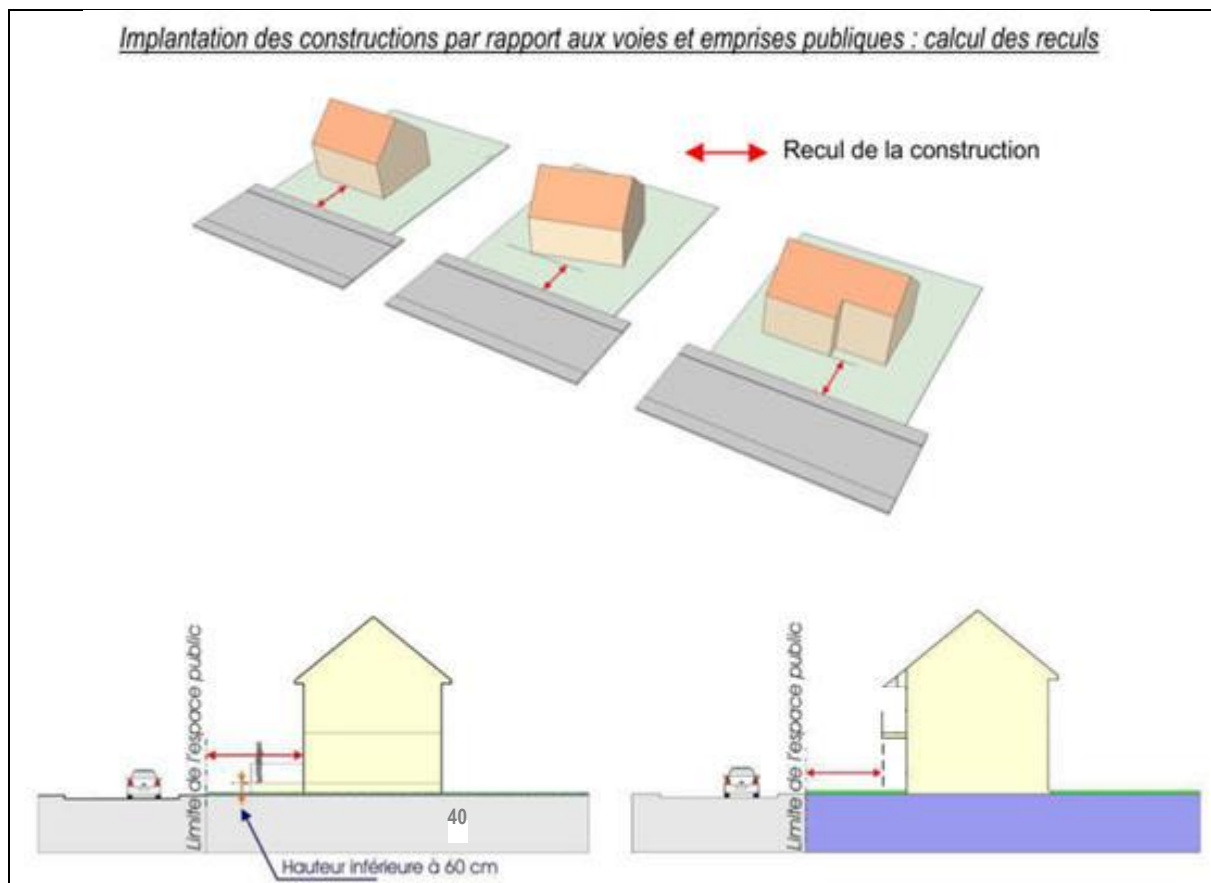 Implantation des constructions par rapport aux voies et emprises publiques : calcul des reculs
Recul de la construction
Limite de l'espace public
40
Hauteur inférieure à 60 cm
Limite de l'espace public